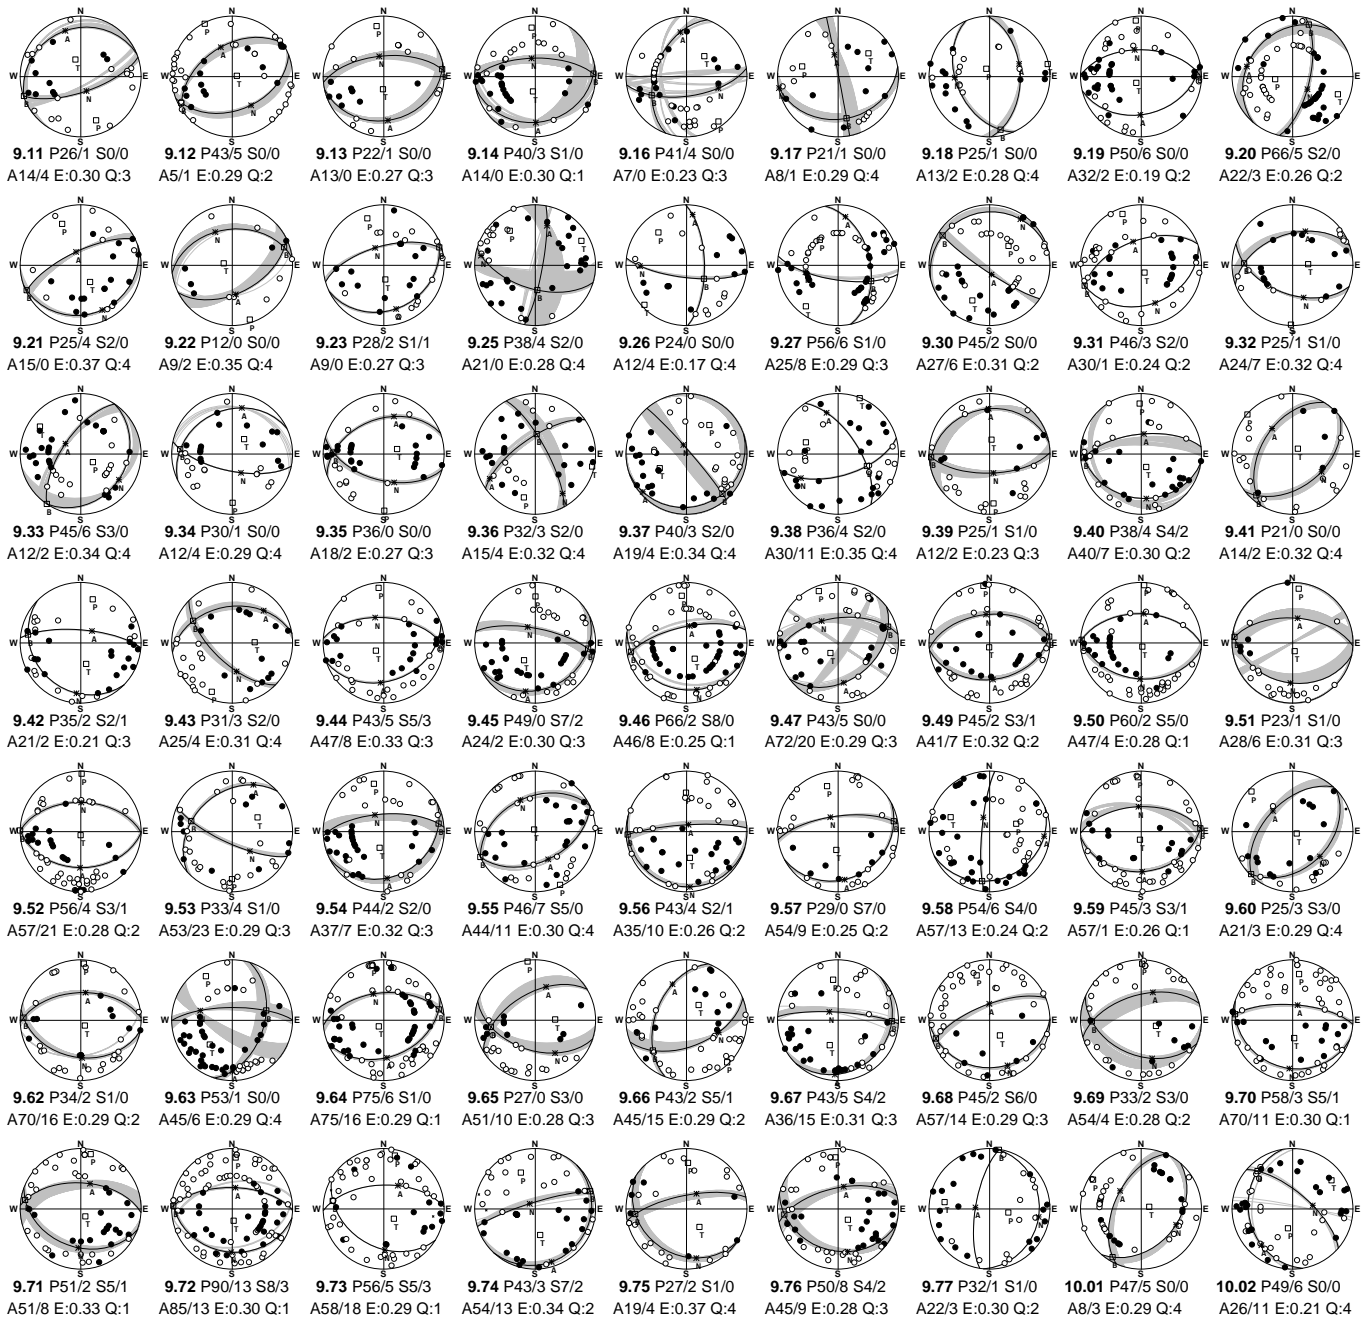 9.11 P26/1 S0/0 9.12 P43/5 S0/0 9.13 P22/1 S0/0 9.14 P40/3 S1/0 9.16 P41/4 S0/0 9.17 P21/1 S0/0 9.18 P25/1 S0/0 9.19 P50/6 S0/0 9.20 P66/5 S2/0
A14/4 E:0.30 Q:3 A5/1 E:0.29 Q:2 A13/0 E:0.27 Q:3 A14/0 E:0.30 Q:1 A7/0 E:0.23 Q:3 A8/1 E:0.29 Q:4 A13/2 E:0.28 Q:4 A32/2 E:0.19 Q:2 A22/3 E:0.26 Q:2
9.21 P25/4 S2/0 9.22 P12/0 S0/0 9.23 P28/2 S1/1 9.25 P38/4 S2/0 9.26 P24/0 S0/0 9.27 P56/6 S1/0 9.30 P45/2 S0/0 9.31 P46/3 S2/0 9.32 P25/1 S1/0
A15/0 E:0.37 Q:4 A9/2 E:0.35 Q:4 A9/0 E:0.27 Q:3 A21/0 E:0.28 Q:4 A12/4 E:0.17 Q:4 A25/8 E:0.29 Q:3 A27/6 E:0.31 Q:2 A30/1 E:0.24 Q:2 A24/7 E:0.32 Q:4
9.33 P45/6 S3/0 9.34 P30/1 S0/0 9.35 P36/0 S0/0 9.36 P32/3 S2/0 9.37 P40/3 S2/0 9.38 P36/4 S2/0 9.39 P25/1 S1/0 9.40 P38/4 S4/2 9.41 P21/0 S0/0
A12/2 E:0.34 Q:4 A12/4 E:0.29 Q:4 A18/2 E:0.27 Q:3 A15/4 E:0.32 Q:4 A19/4 E:0.34 Q:4 A30/11 E:0.35 Q:4 A12/2 E:0.23 Q:3 A40/7 E:0.30 Q:2 A14/2 E:0.32 Q:4
9.42 P35/2 S2/1 9.43 P31/3 S2/0 9.44 P43/5 S5/3 9.45 P49/0 S7/2 9.46 P66/2 S8/0 9.47 P43/5 S0/0 9.49 P45/2 S3/1 9.50 P60/2 S5/0 9.51 P23/1 S1/0
A21/2 E:0.21 Q:3 A25/4 E:0.31 Q:4 A47/8 E:0.33 Q:3 A24/2 E:0.30 Q:3 A46/8 E:0.25 Q:1 A72/20 E:0.29 Q:3 A41/7 E:0.32 Q:2 A47/4 E:0.28 Q:1 A28/6 E:0.31 Q:3
9.52 P56/4 S3/1 9.53 P33/4 S1/0 9.54 P44/2 S2/0 9.55 P46/7 S5/0 9.56 P43/4 S2/1 9.57 P29/0 S7/0 9.58 P54/6 S4/0 9.59 P45/3 S3/1 9.60 P25/3 S3/0
A57/21 E:0.28 Q:2 A53/23 E:0.29 Q:3 A37/7 E:0.32 Q:3 A44/11 E:0.30 Q:4 A35/10 E:0.26 Q:2 A54/9 E:0.25 Q:2 A57/13 E:0.24 Q:2 A57/1 E:0.26 Q:1 A21/3 E:0.29 Q:4
9.62 P34/2 S1/0 9.63 P53/1 S0/0 9.64 P75/6 S1/0 9.65 P27/0 S3/0 9.66 P43/2 S5/1 9.67 P43/5 S4/2 9.68 P45/2 S6/0 9.69 P33/2 S3/0 9.70 P58/3 S5/1
A70/16 E:0.29 Q:2 A45/6 E:0.29 Q:4 A75/16 E:0.29 Q:1 A51/10 E:0.28 Q:3 A45/15 E:0.29 Q:2 A36/15 E:0.31 Q:3 A57/14 E:0.29 Q:3 A54/4 E:0.28 Q:2 A70/11 E:0.30 Q:1
9.71 P51/2 S5/1 9.72 P90/13 S8/3 9.73 P56/5 S5/3 9.74 P43/3 S7/2 9.75 P27/2 S1/0 9.76 P50/8 S4/2 9.77 P32/1 S1/0 10.01 P47/5 S0/0 10.02 P49/6 S0/0
A51/8 E:0.33 Q:1 A85/13 E:0.30 Q:1 A58/18 E:0.29 Q:1 A54/13 E:0.34 Q:2 A19/4 E:0.37 Q:4 A45/9 E:0.28 Q:3 A22/3 E:0.30 Q:2 A8/3 E:0.29 Q:4 A26/11 E:0.21 Q:4